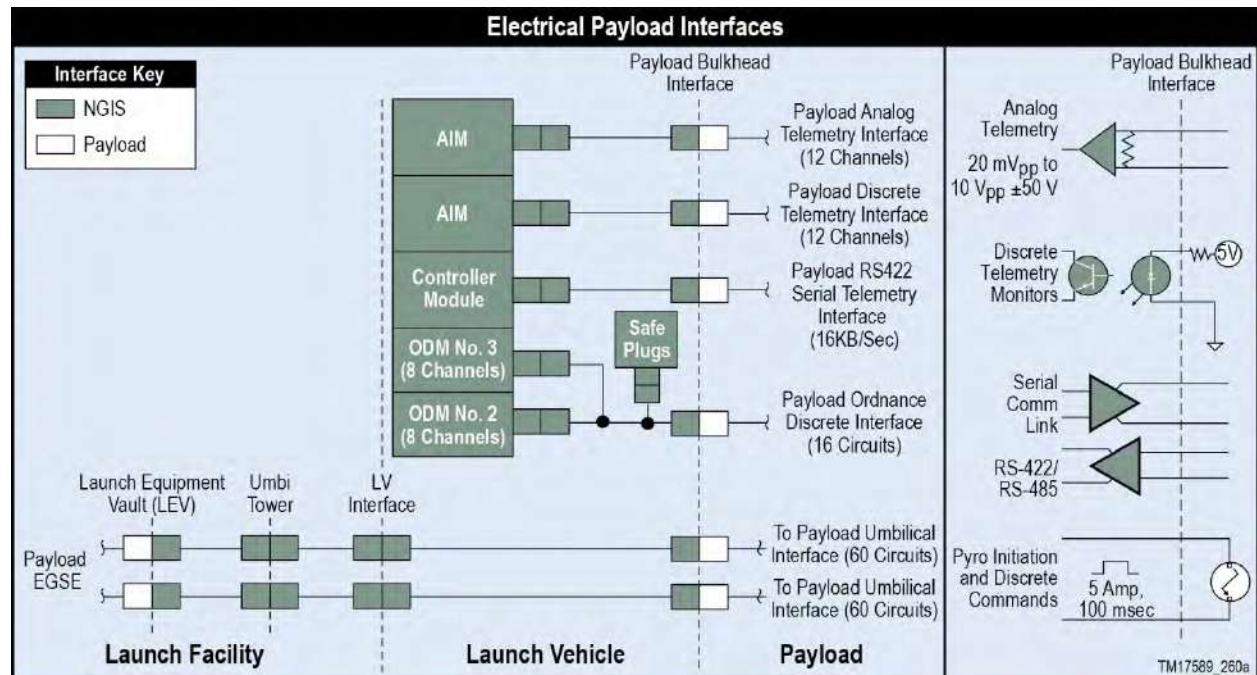 Electrical Payload Interfaces
Interface Key
NGIS
Payload
Payload Bulkhead
Interface
AIM
Payload Analog
Telemetry Interface
(12 Channels)
AIM
Payload Discrete
Telemetry Interface
(12 Channels)
Controller
Module
Payload RS422
Serial Telemetry
Interface
(16KB/Sec)
Safe
Plugs
ODM No. 3
(8 Channels)
ODM No. 2
(8 Channels)
Payload Ordnance
Discrete Interface
(16 Circuits)
Launch Equipment
Vault (LEV)
Umbi
Tower
LV
Interface
Payload
EGSE
To Payload Umbilical
Interface (60 Circuits)
To Payload Umbilical
Interface (60 Circuits)
Launch Facility
Launch Vehicle
Payload
Payload Bulkhead
Interface
Analog
Telemetry
20 mVpp to
10 Vpp ±50 V
Discrete
Telemetry
Monitors
5V
Serial
Comm
Link
RS-422/
RS-485
Pyro Initiation
and Discrete
Commands
5 Amp,
100 msec
TM17589_260a